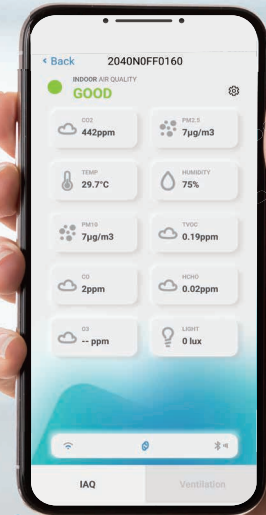 Back 2040N0FF0160
INDOOR AIR QUALITY
GOOD
CO2
442ppm
PM2.5
7µg/m3
TEMP
29.7°C
HUMIDITY
75%
PM10
7µg/m3
TVOC
0.19ppm
CO
2ppm
HCHO
0.02ppm
O3
-- ppm
LIGHT
0 lux
IAQ Ventilation